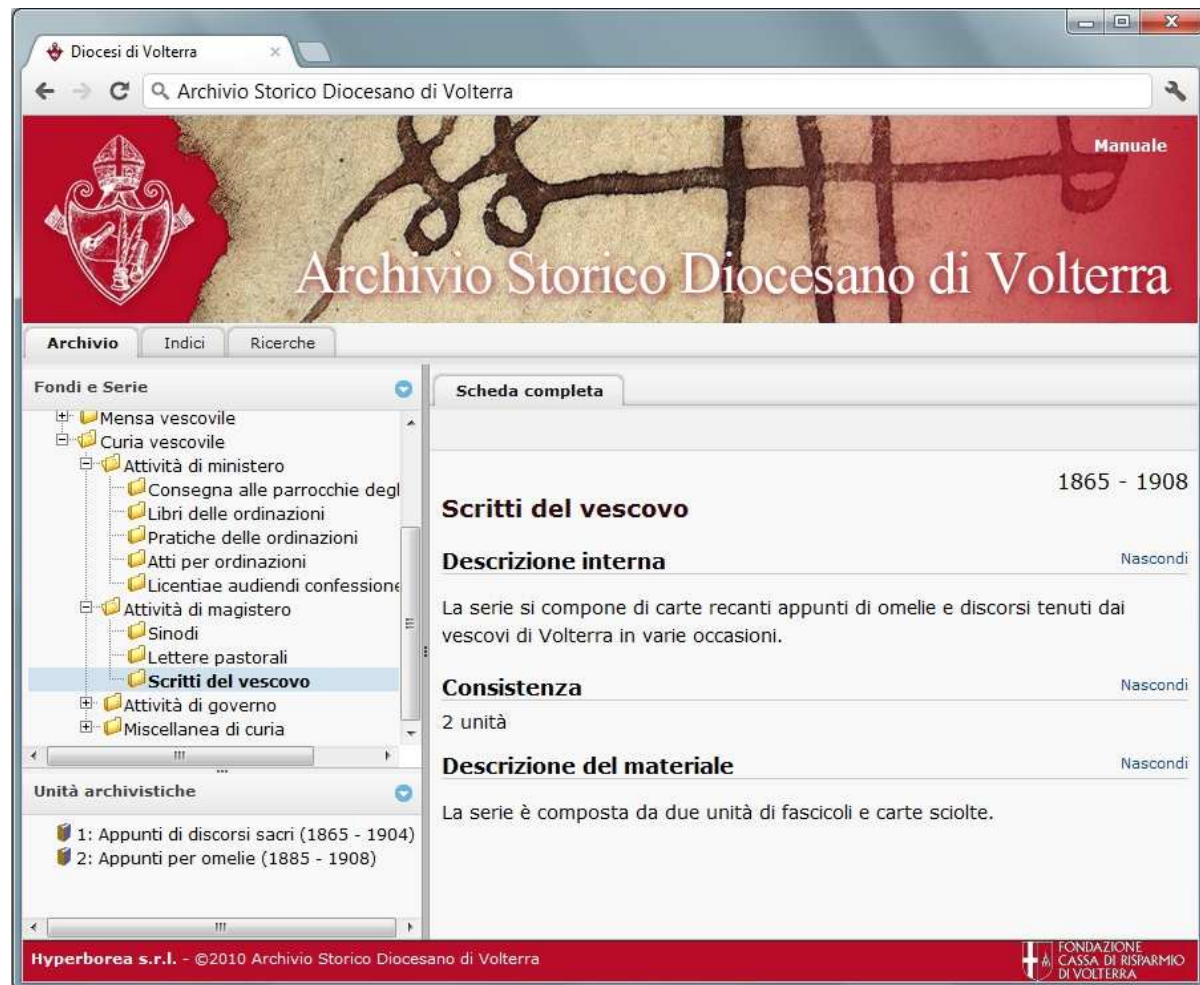 Diocesi di Volterra
Archivio Storico Diocesano di Volterra
Manuale
Archivio Storico Diocesano di Volterra
Archivio Indici Ricerche
Fondi e Serie
Mensa vescovile
Curia vescovile
Attività di ministero
Consegna alle parrocchie degl
Libri delle ordinazioni
Pratiche delle ordinazioni
Atti per ordinazioni
Licentiae audiendi confessione
Attività di magistero
Sinodi
Lettere pastorali
Scritti del vescovo
Attività di governo
Miscellanea di curia
Unità archivistiche
1: Appunti di discorsi sacri (1865 - 1904)
2: Appunti per omelie (1885 - 1908)
Scheda completa
1865 - 1908
Scritti del vescovo
Descrizione interna Nascondi
La serie si compone di carte recanti appunti di omelie e discorsi tenuti dai
vescovi di Volterra in varie occasioni.
Consistenza Nascondi
2 unità
Descrizione del materiale Nascondi
La serie è composta da due unità di fascicoli e carte sciolte.
Hyperborea s.r.l. - ©2010 Archivio Storico Diocesano di Volterra
FONDAZIONE
CASSA DI RISPARMIO
DI VOLTERRA